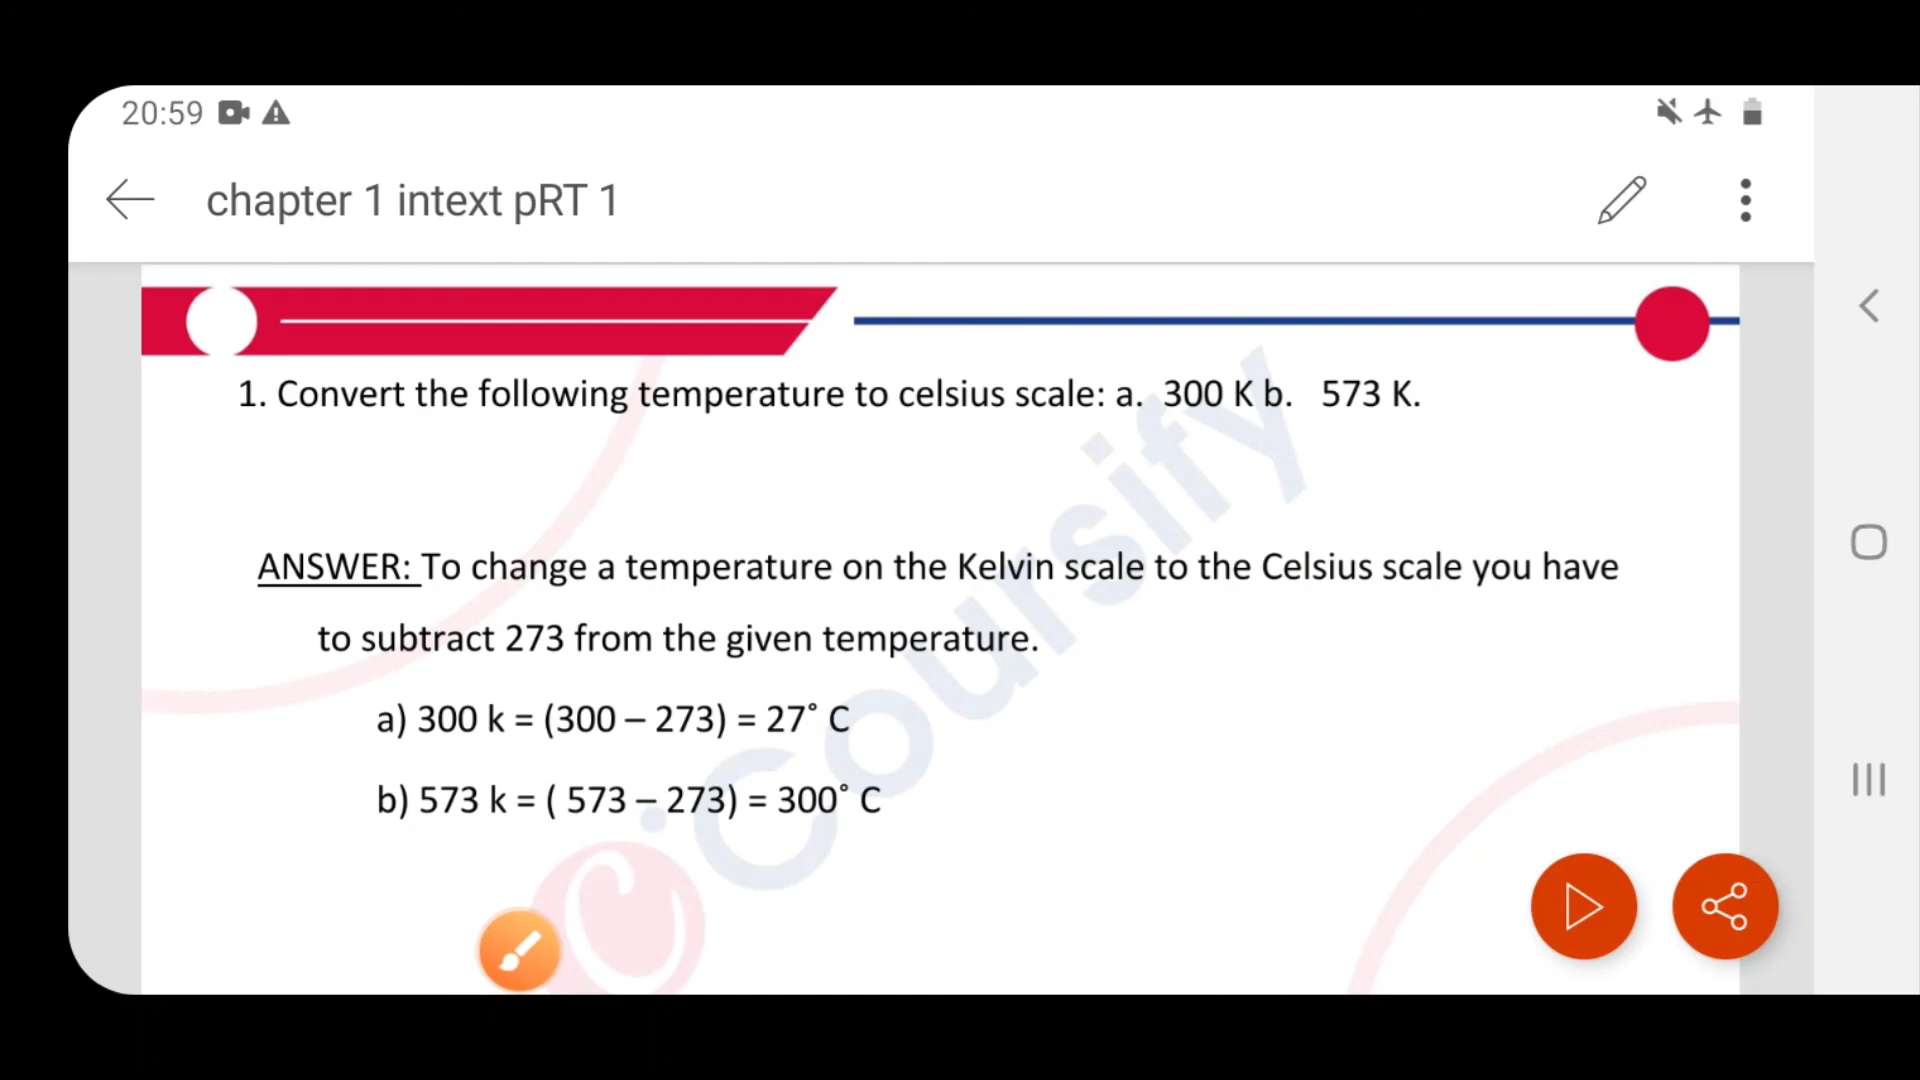 20:59
chapter 1 intext pRT 1
1. Convert the following temperature to celsius scale: a.  300 K b.   573 K.
ANSWER: To change a temperature on the Kelvin scale to the Celsius scale you have
to subtract 273 from the given temperature.
a) 300 k = (300 – 273) = 27˚ C
b) 573 k = ( 573 – 273) = 300˚ C
Coursify